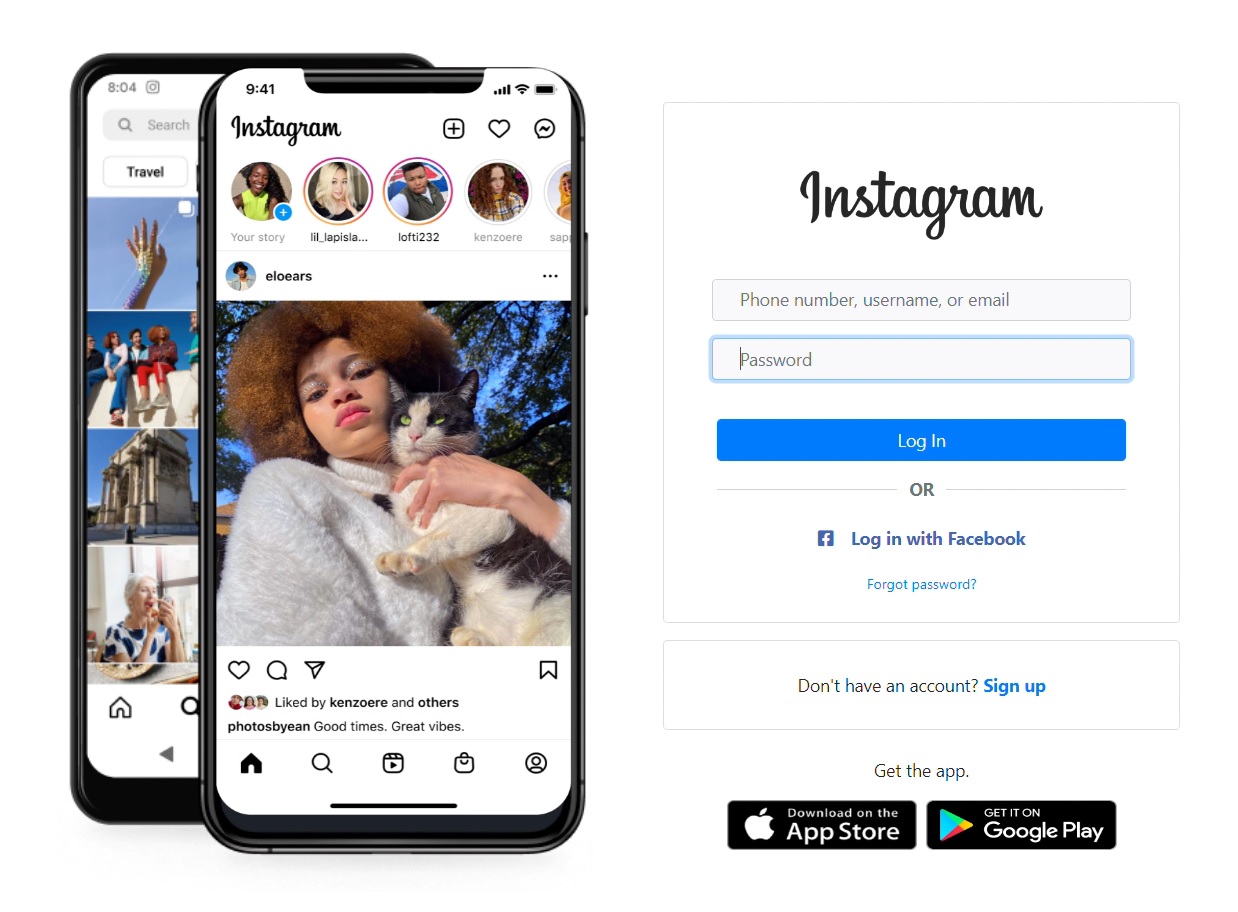 8:04
Search
Travel
9:41
Instagram
Your story
lil_lapisla...
lofti232
kenzoere
sapp
eloears
Liked by kenzoere and others
photosbyean Good times. Great vibes.
Instagram
Phone number, username, or email
Password
Log In
OR
Log in with Facebook
Forgot password?
Don't have an account? Sign up
Get the app.
Download on the
App Store
GET IT ON
Google Play